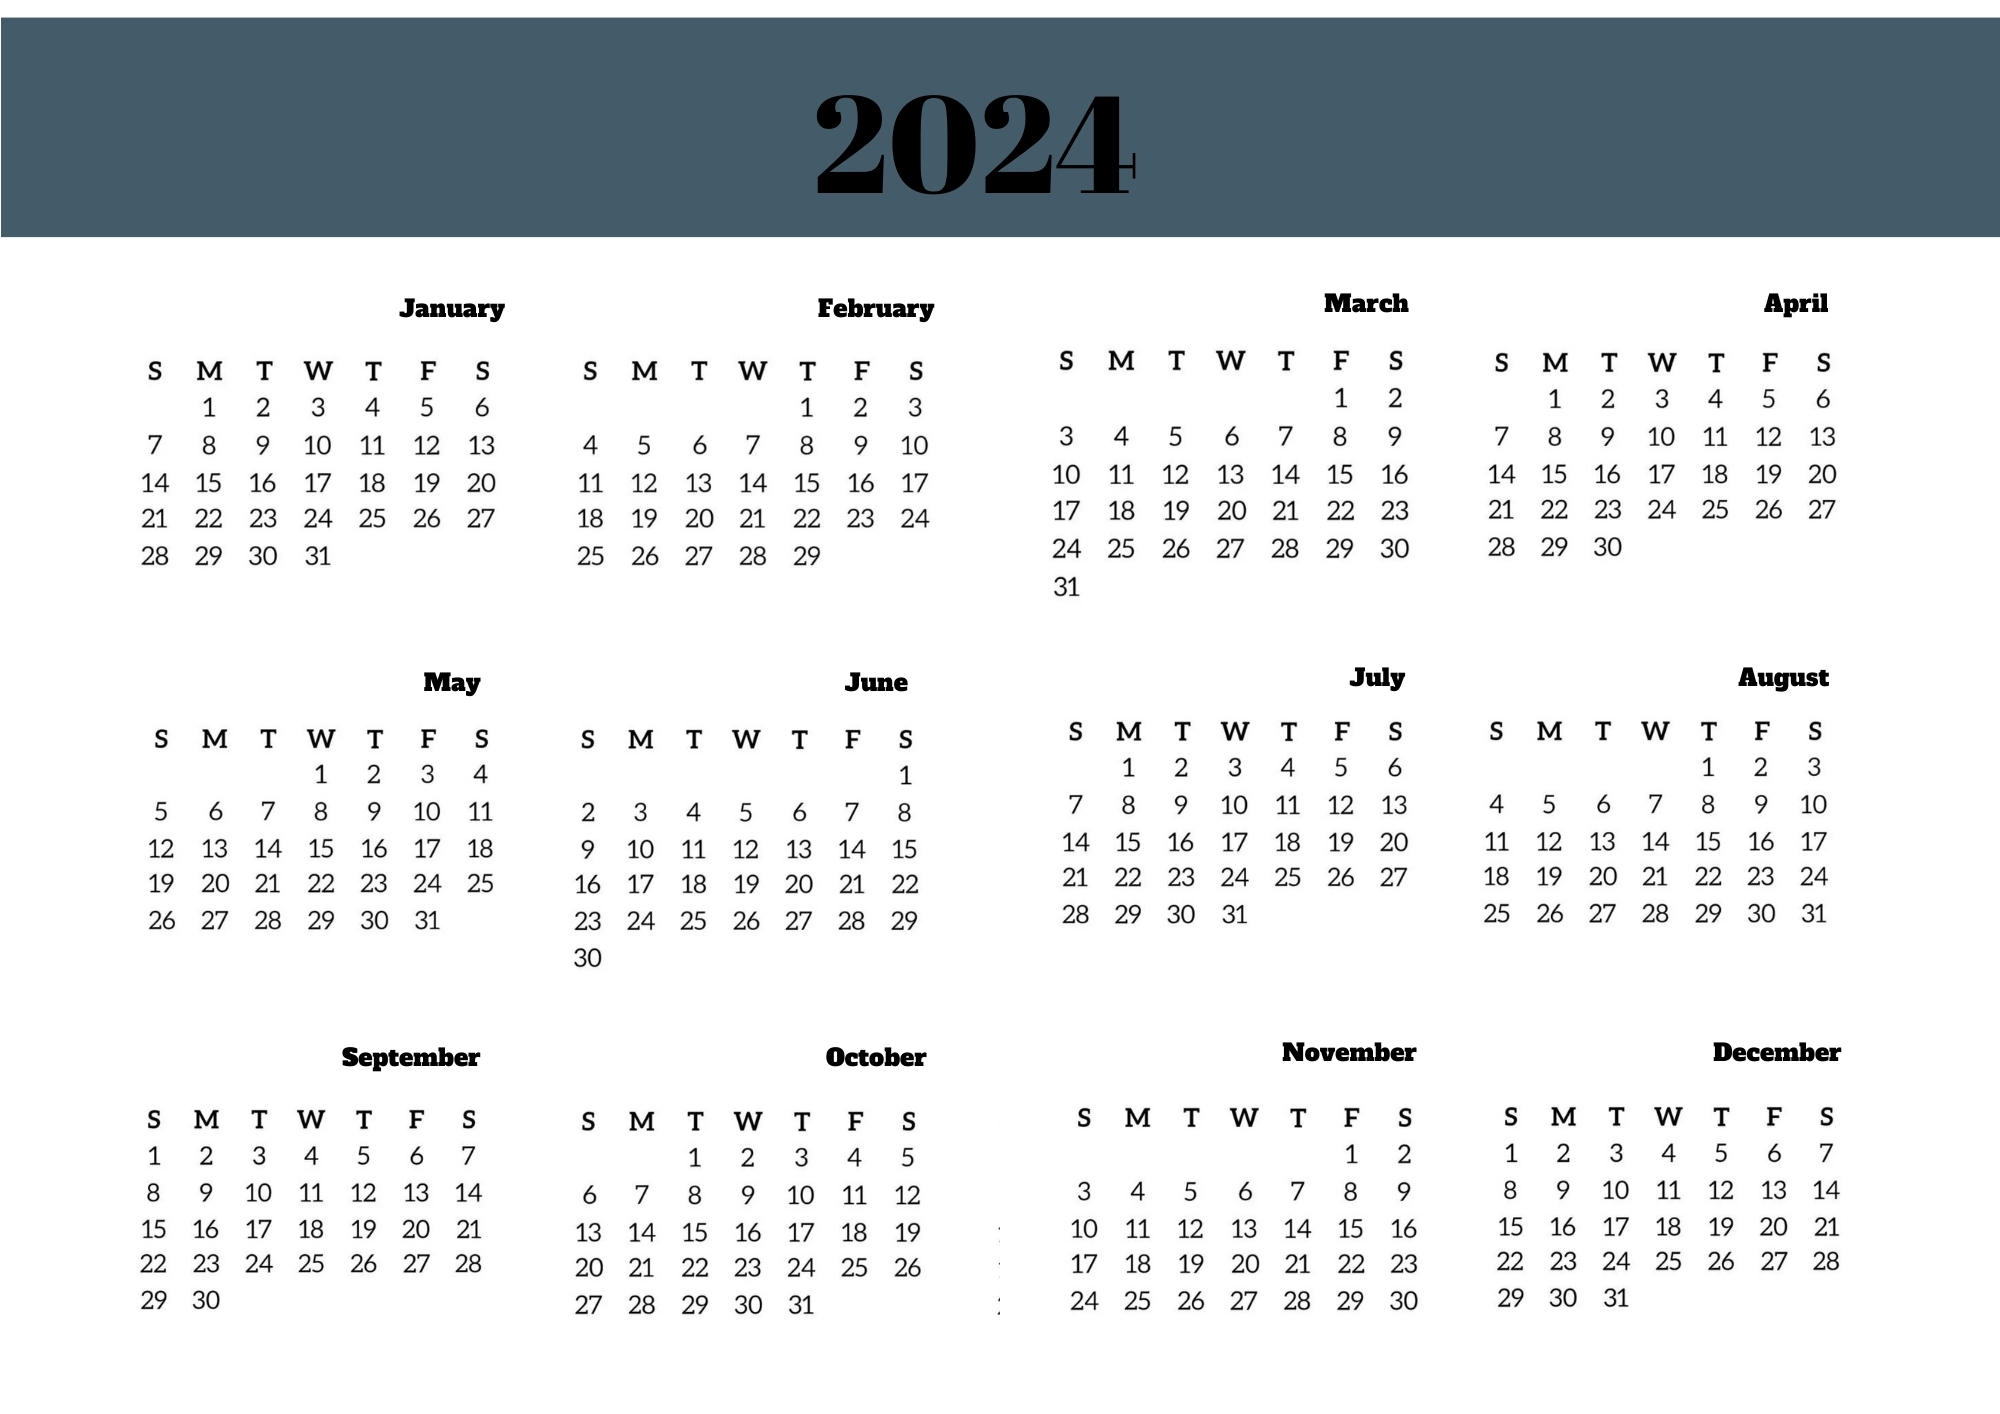 2024
January
S M T W T F S
1 2 3 4 5 6
7 8 9 10 11 12 13
14 15 16 17 18 19 20
21 22 23 24 25 26 27
28 29 30 31
February
S M T W T F S
1 2 3
4 5 6 7 8 9 10
11 12 13 14 15 16 17
18 19 20 21 22 23 24
25 26 27 28 29
March
S M T W T F S
1 2
3 4 5 6 7 8 9
10 11 12 13 14 15 16
17 18 19 20 21 22 23
24 25 26 27 28 29 30
31
April
S M T W T F S
1 2 3 4 5 6
7 8 9 10 11 12 13
14 15 16 17 18 19 20
21 22 23 24 25 26 27
28 29 30
May
S M T W T F S
1 2 3 4
5 6 7 8 9 10 11
12 13 14 15 16 17 18
19 20 21 22 23 24 25
26 27 28 29 30 31
June
S M T W T F S
1
2 3 4 5 6 7 8
9 10 11 12 13 14 15
16 17 18 19 20 21 22
23 24 25 26 27 28 29
30
July
S M T W T F S
1 2 3 4 5 6
7 8 9 10 11 12 13
14 15 16 17 18 19 20
21 22 23 24 25 26 27
28 29 30 31
August
S M T W T F S
1 2 3
4 5 6 7 8 9 10
11 12 13 14 15 16 17
18 19 20 21 22 23 24
25 26 27 28 29 30 31
September
S M T W T F S
1 2 3 4 5 6 7
8 9 10 11 12 13 14
15 16 17 18 19 20 21
22 23 24 25 26 27 28
29 30
October
S M T W T F S
1 2 3 4 5
6 7 8 9 10 11 12
13 14 15 16 17 18 19
20 21 22 23 24 25 26
27 28 29 30 31
November
S M T W T F S
1 2
3 4 5 6 7 8 9
10 11 12 13 14 15 16
17 18 19 20 21 22 23
24 25 26 27 28 29 30
December
S M T W T F S
1 2 3 4 5 6 7
8 9 10 11 12 13 14
15 16 17 18 19 20 21
22 23 24 25 26 27 28
29 30 31